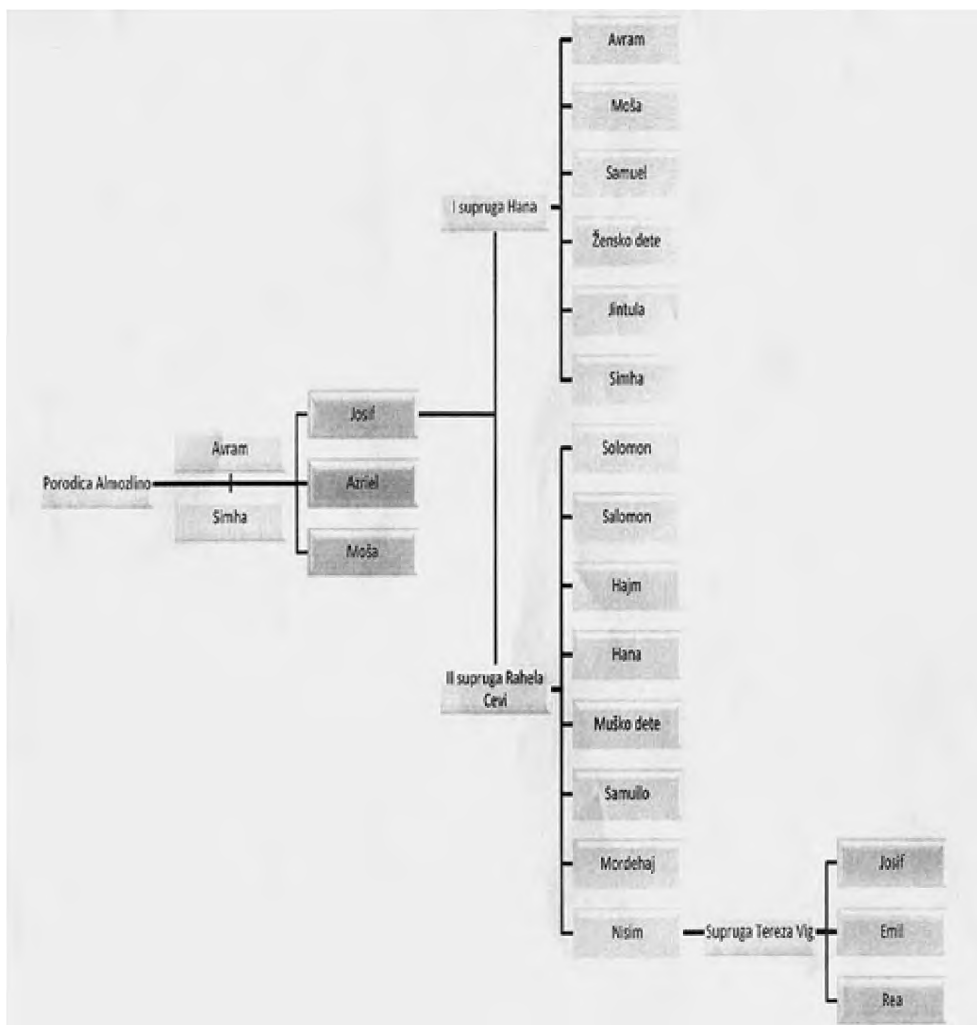 Avram
Moša
Samuel
I supruga Hana
Žensko dete
Jintula
Simha
Josif
Solomon
Avram
Porodica Almozlino
Azriel
Simha
Salomon
Moša
Hajm
Hana
III supruga Rahela
Cevi
Muško dete
Samuilo
Mordehaj
Josif
Nisim
Supruga Tereza Vig
Emil
Rea